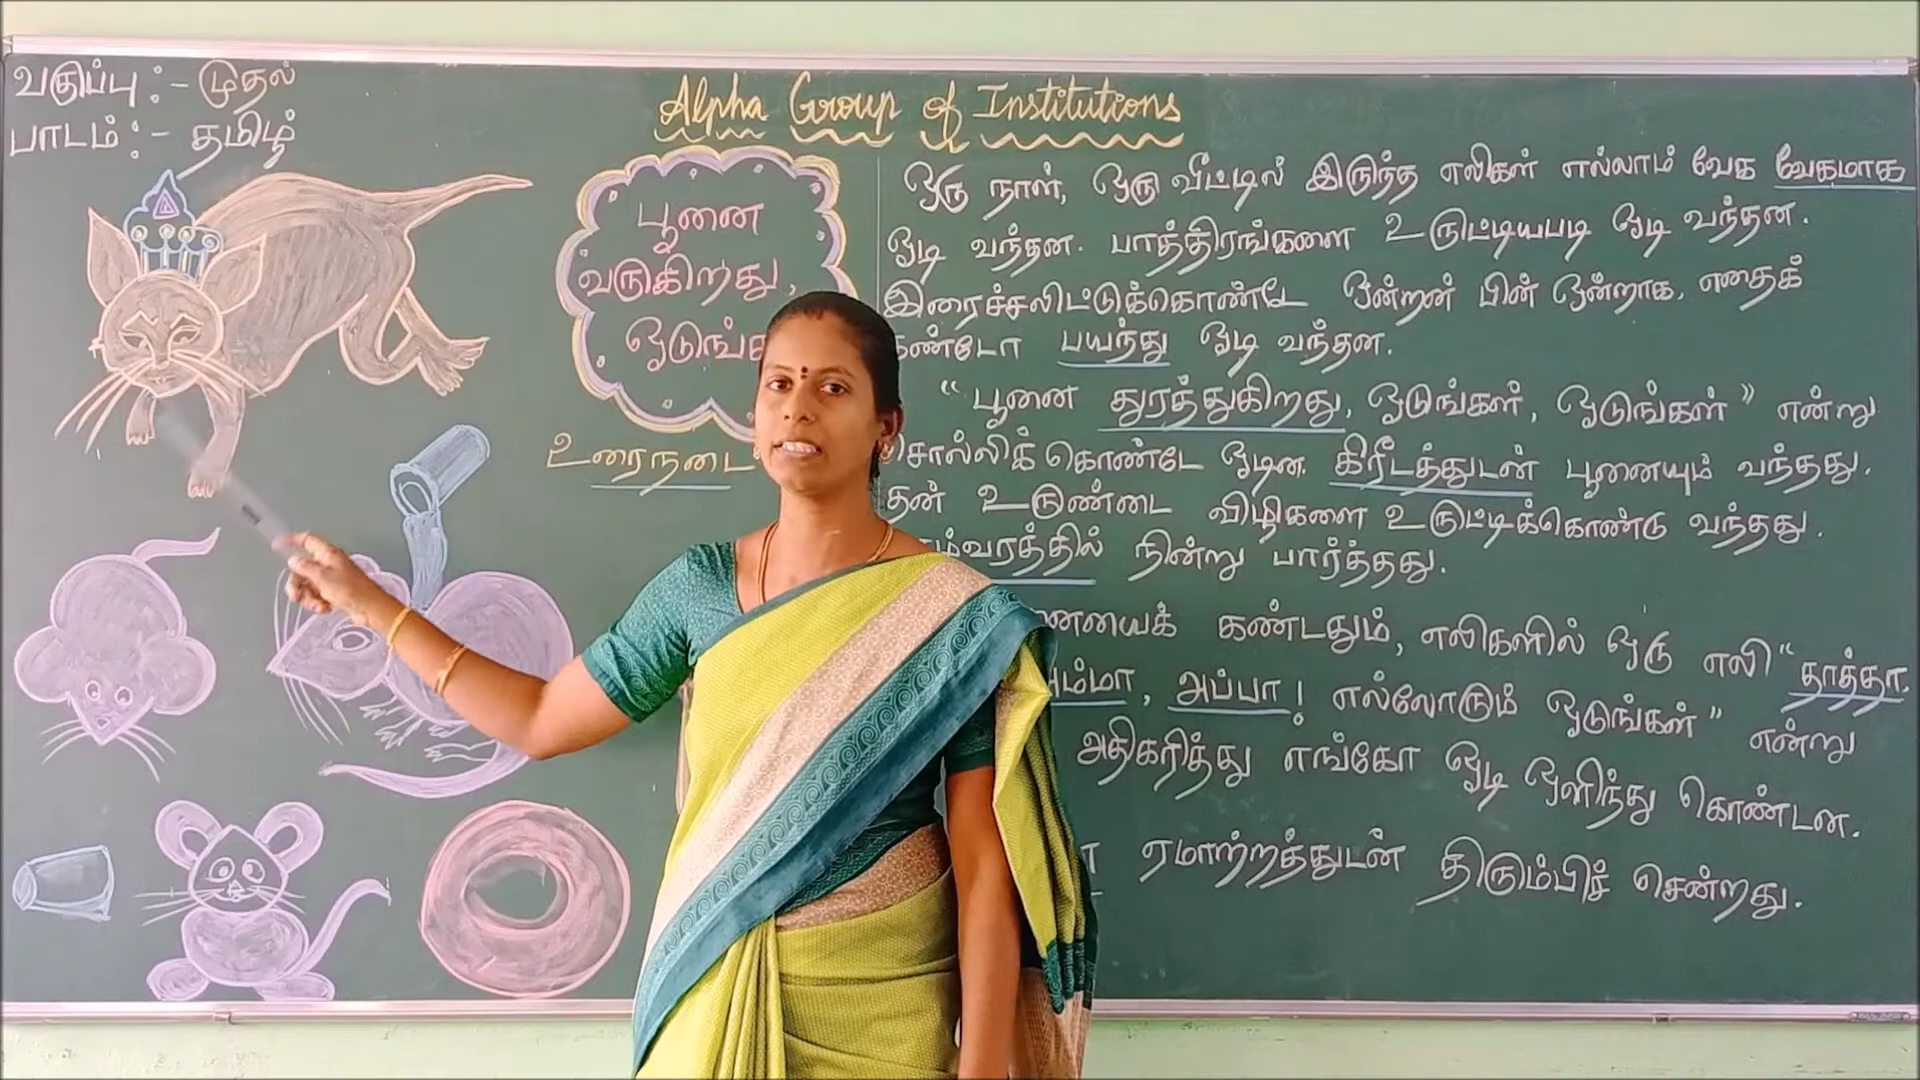 வகுப்பு :- முதல்
பாடம் :- தமிழ்
Alpha Group of Institutions
பூனை
வருகிறது,
ஓடுங்க
உரைநடை
ஒரு நாள், ஒரு வீட்டில் இருந்த எலிகள் எல்லாம் வேக வேகமாக
ஓடி வந்தன. பாத்திரங்களை உருட்டியபடி ஓடி வந்தன.
இரைச்சலிட்டுக்கொண்டே ஒன்றன் பின் ஒன்றாக, எதைக்
கண்டோ பயந்து ஓடி வந்தன.
“பூனை துரத்துகிறது, ஓடுங்கள், ஓடுங்கள்” என்று
சொல்லிக் கொண்டே ஓடின. கிரீடத்துடன் பூனையும் வந்தது.
தன் உருண்டை விழிகளை உருட்டிக்கொண்டு வந்தது.
நின்று பார்த்தது.
கண்டதும், எலிகளில் ஒரு எலி “தாத்தா,
அம்மா, அப்பா! எல்லோரும் ஓடுங்கள்” என்று
அதிகரித்து எங்கோ ஓடி ஒளிந்து கொண்டன.
ஏமாற்றத்துடன் திரும்பிச் சென்றது.